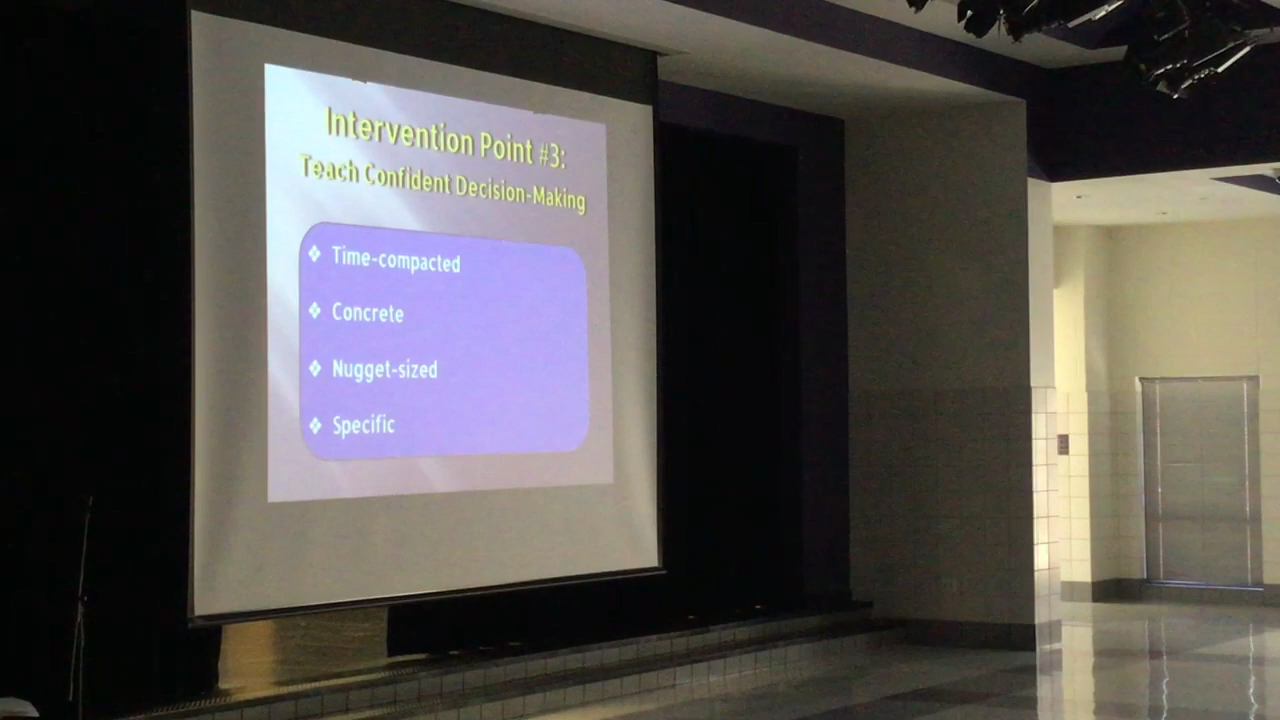 Intervention Point #3:
Teach Confident Decision-Making
❖ Time-compacted
❖ Concrete
❖ Nugget-sized
❖ Specific